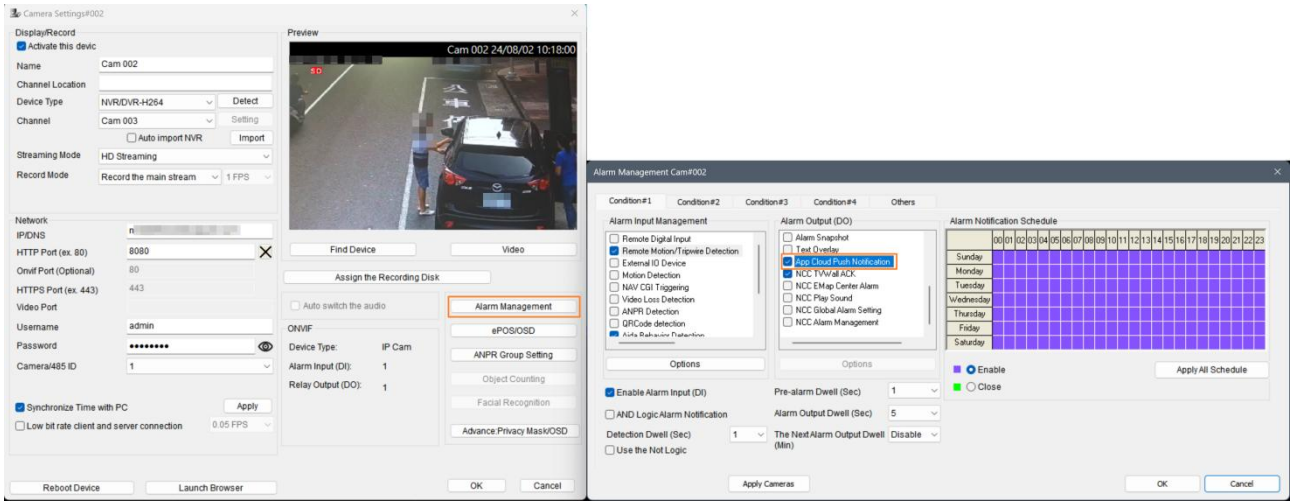 Camera Settings#002
Display/Record
Activate this devic
Name Cam 002
Channel Location
Device Type NVR/DVR-H264 Detect
Channel Cam 003 Setting
Auto import NVR Import
Streaming Mode HD Streaming
Record Mode Record the main stream 1 FPS
Network
IP/DNS n
HTTP Port (ex. 80) 8080
Onvif Port (Optional) 80
HTTPS Port (ex. 443) 443
Video Port
Username admin
Password ••••••••
Camera/485 ID 1
Synchronize Time with PC Apply
Low bit rate client and server connection 0.05 FPS
Reboot Device Launch Browser
Preview
Cam 002 24/08/02 10:18:00
SD
Find Device Video
Assign the Recording Disk
Auto switch the audio Alarm Management
ONVIF ePOS/OSD
Device Type: IP Cam ANPR Group Setting
Alarm Input (DI): 1
Relay Output (DO): 1
Object Counting
Facial Recognition
Advance:Privacy Mask/OSD
OK Cancel
Alarm Management Cam#002
Condition#1 Condition#2 Condition#3 Condition#4 Others
Alarm Input Management
Remote Digital Input
Remote Motion/Tripwire Detection
External IO Device
Motion Detection
NAV CGI Triggering
Video Loss Detection
ANPR Detection
QRCode detection
Aida Behavior Detection
Options
Alarm Output (DO)
Alarm Snapshot
Text Overlay
App Cloud Push Notification
NCC TVWall ACK
NCC EMap Center Alarm
NCC Play Sound
NCC Global Alarm Setting
NCC Alarm Management
Options
Alarm Notification Schedule
00 01 02 03 04 05 06 07 08 09 10 11 12 13 14 15 16 17 18 19 20 21 22 23
Sunday
Monday
Tuesday
Wednesday
Thursday
Friday
Saturday
Enable Apply All Schedule
Close
Enable Alarm Input (DI) Pre-alarm Dwell (Sec) 1
AND Logic Alarm Notification Alarm Output Dwell (Sec) 5
Detection Dwell (Sec) 1 The Next Alarm Output Dwell (Min) Disable
Use the Not Logic
Apply Cameras OK Cancel